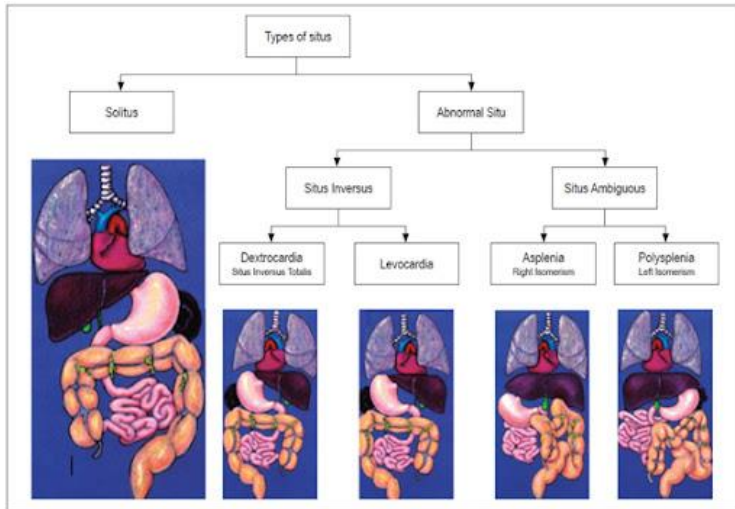 Types of situs
Solitus
Abnormal Situ
Situs Inversus
Situs Ambiguous
Dextrocardia
Situs Inversus Totalis
Levocardia
Asplenia
Right Isomerism
Polysplenia
Left Isomerism